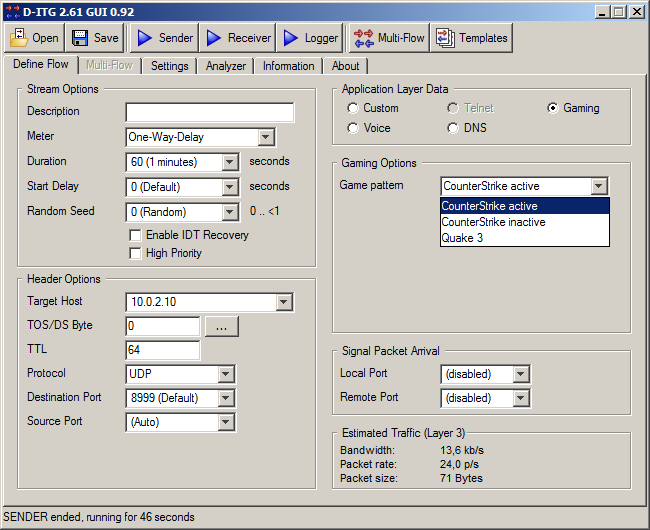 D-ITG 2.61 GUI 0.92
Open Save Sender Receiver Logger Multi-Flow Templates
Define Flow Multi-Flow Settings Analyzer Information About
Stream Options
Description
Meter One-Way-Delay
Duration 60 (1 minutes) seconds
Start Delay 0 (Default) seconds
Random Seed 0 (Random) 0 .. <1
Enable IDT Recovery
High Priority
Header Options
Target Host 10.0.2.10
TOS/DS Byte 0 ...
TTL 64
Protocol UDP
Destination Port 8999 (Default)
Source Port (Auto)
Application Layer Data
Custom Telnet Gaming
Voice DNS
Gaming Options
Game pattern CounterStrike active
CounterStrike active
CounterStrike inactive
Quake 3
Signal Packet Arrival
Local Port (disabled)
Remote Port (disabled)
Estimated Traffic (Layer 3)
Bandwidth: 13,6 kb/s
Packet rate: 24,0 p/s
Packet size: 71 Bytes
SENDER ended, running for 46 seconds